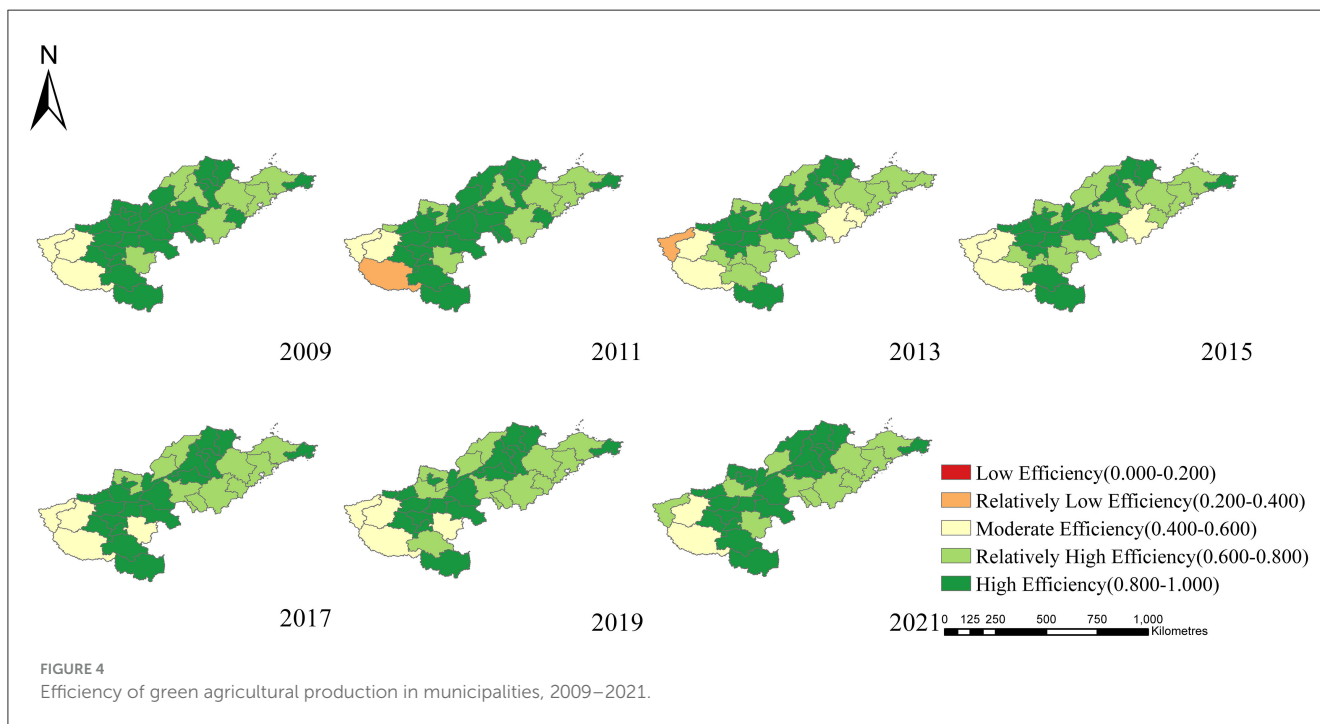 N
2009
2011
2013
2015
2017
2019
2021
Low Efficiency(0.000-0.200)
Relatively Low Efficiency(0.200-0.400)
Moderate Efficiency(0.400-0.600)
Relatively High Efficiency(0.600-0.800)
High Efficiency(0.800-1.000)
0 125 250 500 750 1,000
Kilometres
FIGURE 4
Efficiency of green agricultural production in municipalities, 2009–2021.